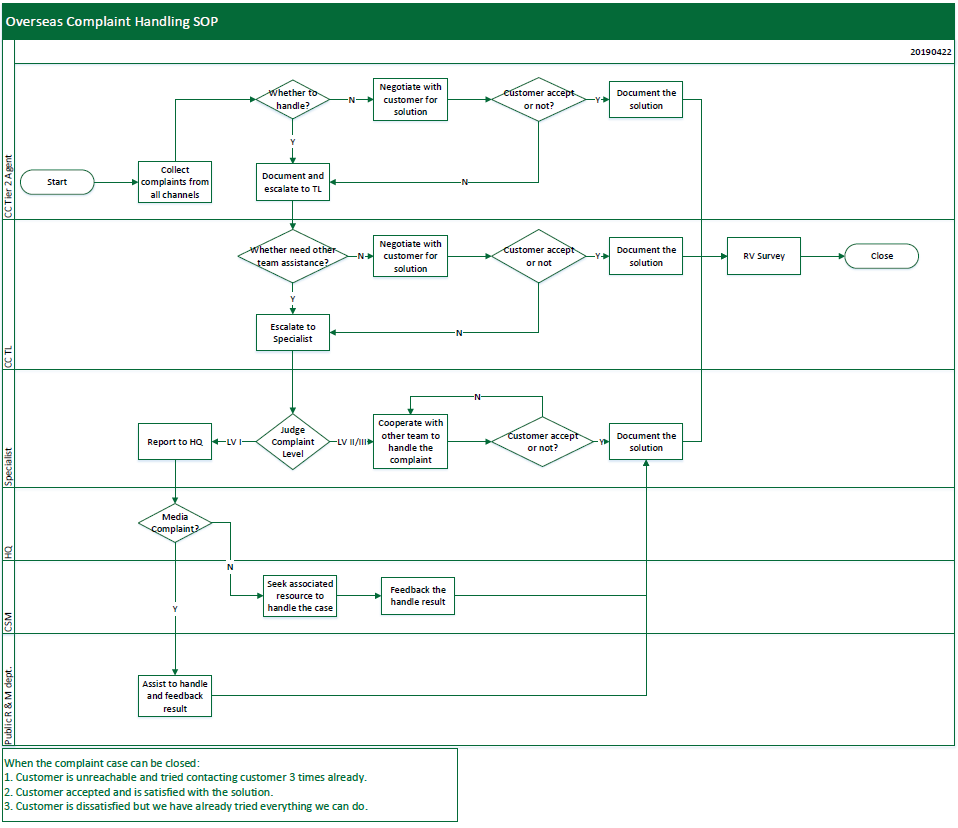 Overseas Complaint Handling SOP
20190422
CC Tier 2 Agent
Start
Collect
complaints from
all channels
Whether to
handle?
N
Negotiate with
customer for
solution
Customer accept
or not?
Y
Document the
solution
Y
Document and
escalate to TL
N
CC TL
Whether need other
team assistance?
N
Negotiate with
customer for
solution
Customer accept
or not
Y
Document the
solution
RV Survey
Close
Y
Escalate to
Specialist
N
Specialist
Report to HQ
LV I
Judge
Complaint
Level
LV II/III
Cooperate with
other team to
handle the
complaint
N
Customer accept
or not?
Y
Document the
solution
HQ
Media
Complaint?
N
CSM
Seek associated
resource to
handle the case
Feedback the
handle result
Y
Public R & M dept.
Assist to handle
and feedback
result
When the complaint case can be closed:
1. Customer is unreachable and tried contacting customer 3 times already.
2. Customer accepted and is satisfied with the solution.
3. Customer is dissatisfied but we have already tried everything we can do.